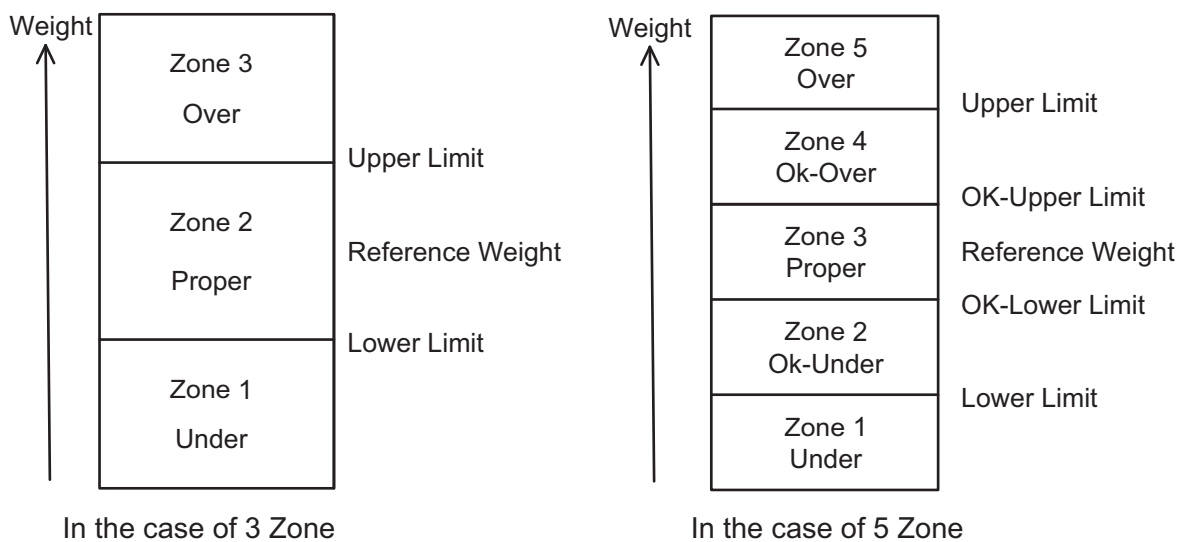 Weight
Zone 3
Over
Upper Limit
Zone 2
Reference Weight
Proper
Lower Limit
Zone 1
Under
In the case of 3 Zone
Weight
Zone 5
Over
Upper Limit
Zone 4
Ok-Over
OK-Upper Limit
Zone 3
Reference Weight
Proper
OK-Lower Limit
Zone 2
Ok-Under
Lower Limit
Zone 1
Under
In the case of 5 Zone